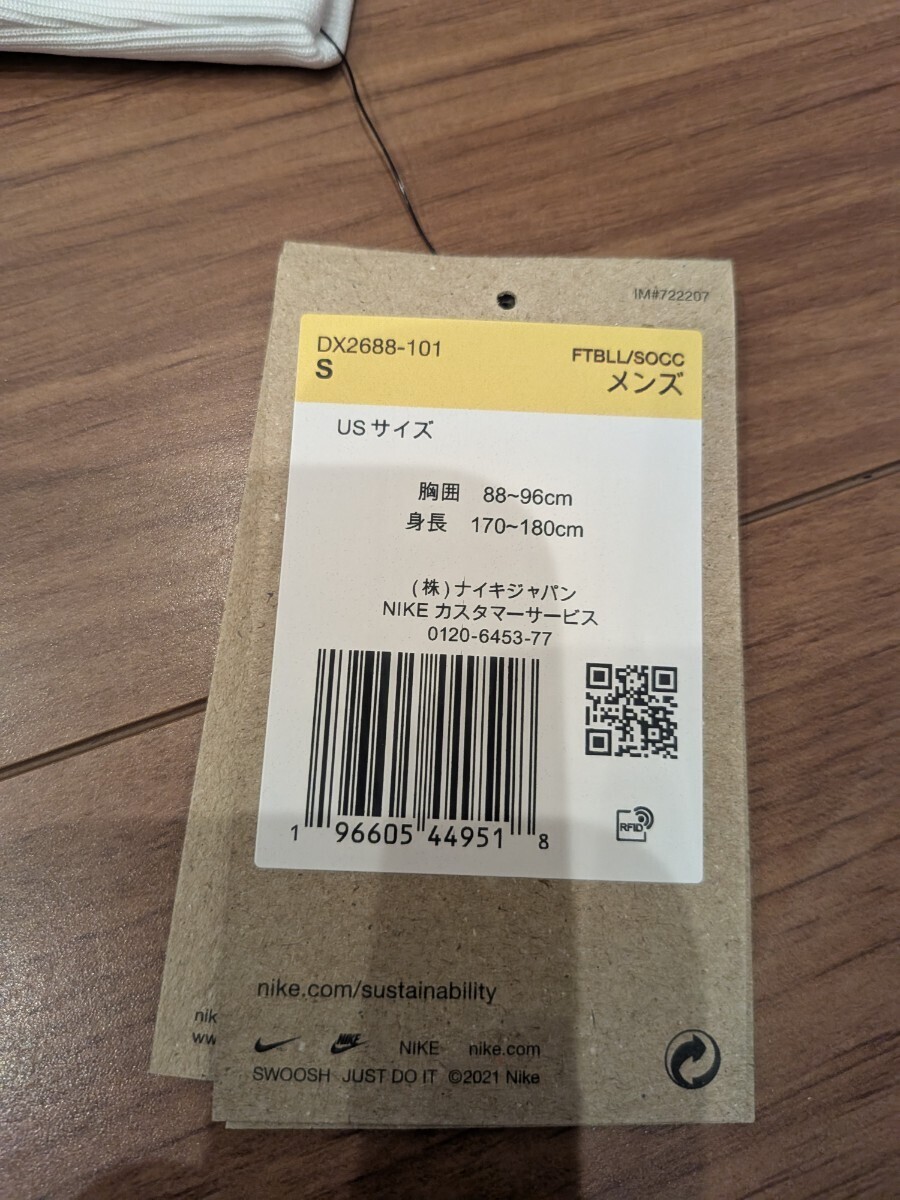 IM#722207
DX2688-101
FTBLL/SOCC
S
メンズ
USサイズ
胸囲 88~96cm
身長 170~180cm
(株)ナイキジャパン
NIKE カスタマーサービス
0120-6453-77
1 96605 44951 8
RFID
nike.com/sustainability
nik
ww
NIKE NIKE nike.com
SWOOSH JUST DO IT ©2021 Nike